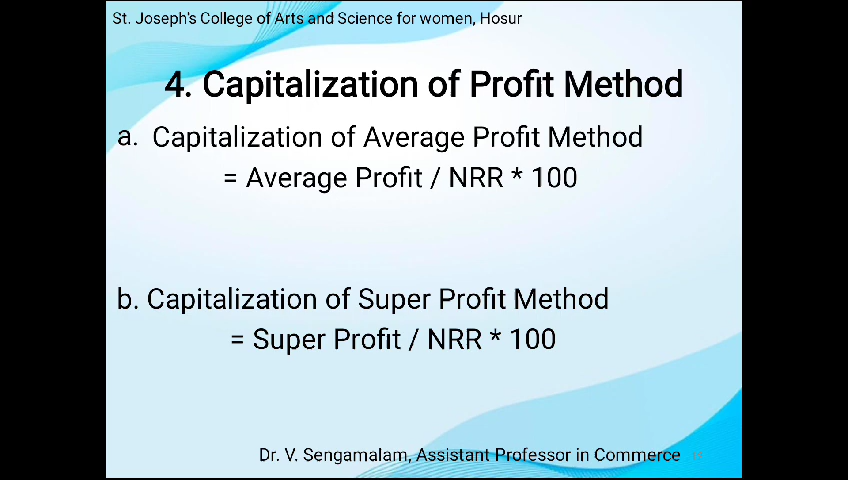 St. Joseph's College of Arts and Science for women, Hosur
4. Capitalization of Profit Method
a. Capitalization of Average Profit Method
= Average Profit / NRR * 100
b. Capitalization of Super Profit Method
= Super Profit / NRR * 100
Dr. V. Sengamalam, Assistant Professor in Commerce